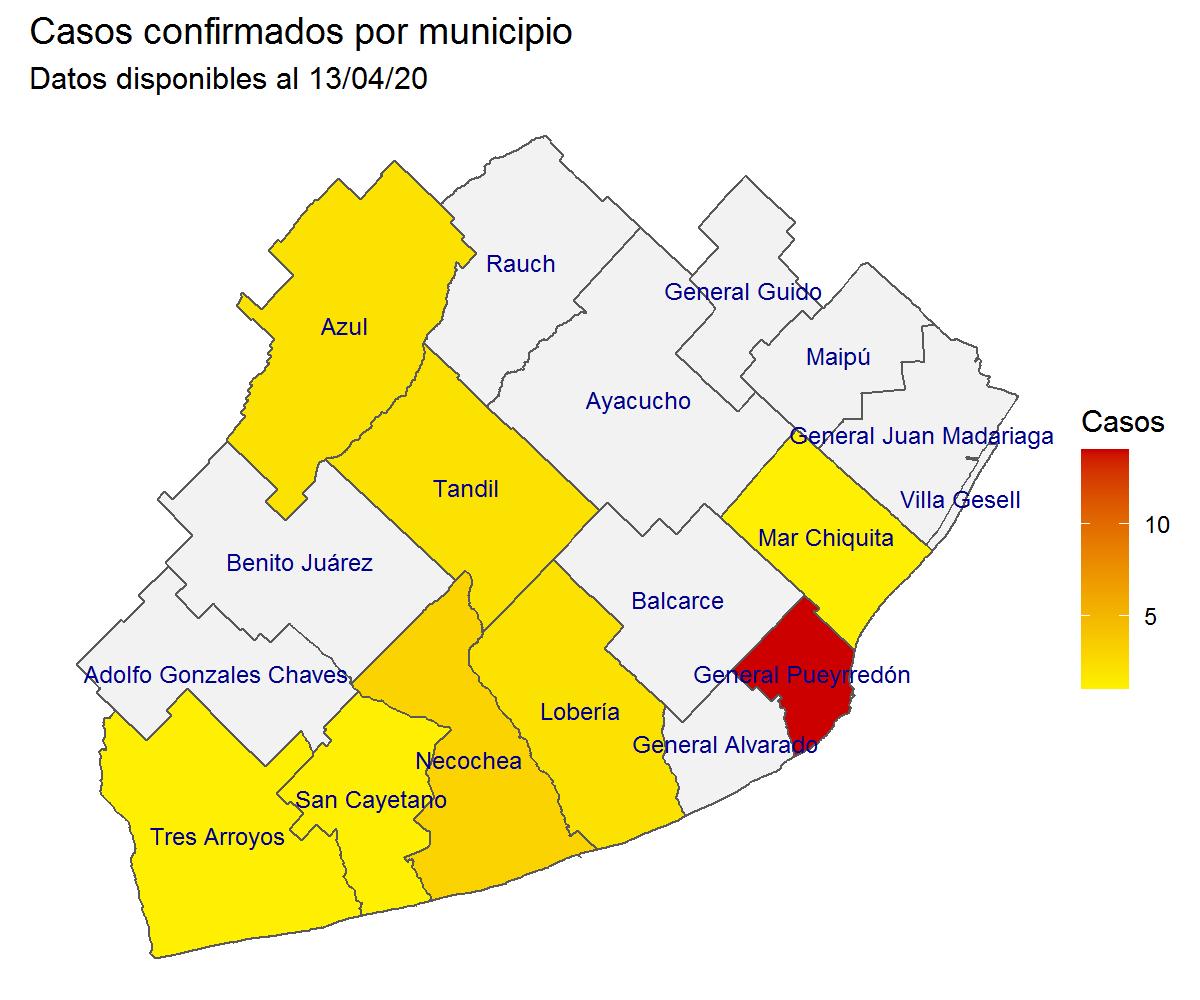 Casos confirmados por municipio
Datos disponibles al 13/04/20
Rauch
General Guido
Azul
Maipú
Ayacucho
Casos
General Juan Madariaga
Tandil
Villa Gesell
10
Mar Chiquita
Benito Juárez
Balcarce
5
Adolfo Gonzales Chaves
General Pueyrredón
Lobería
General Alvarado
Necochea
San Cayetano
Tres Arroyos